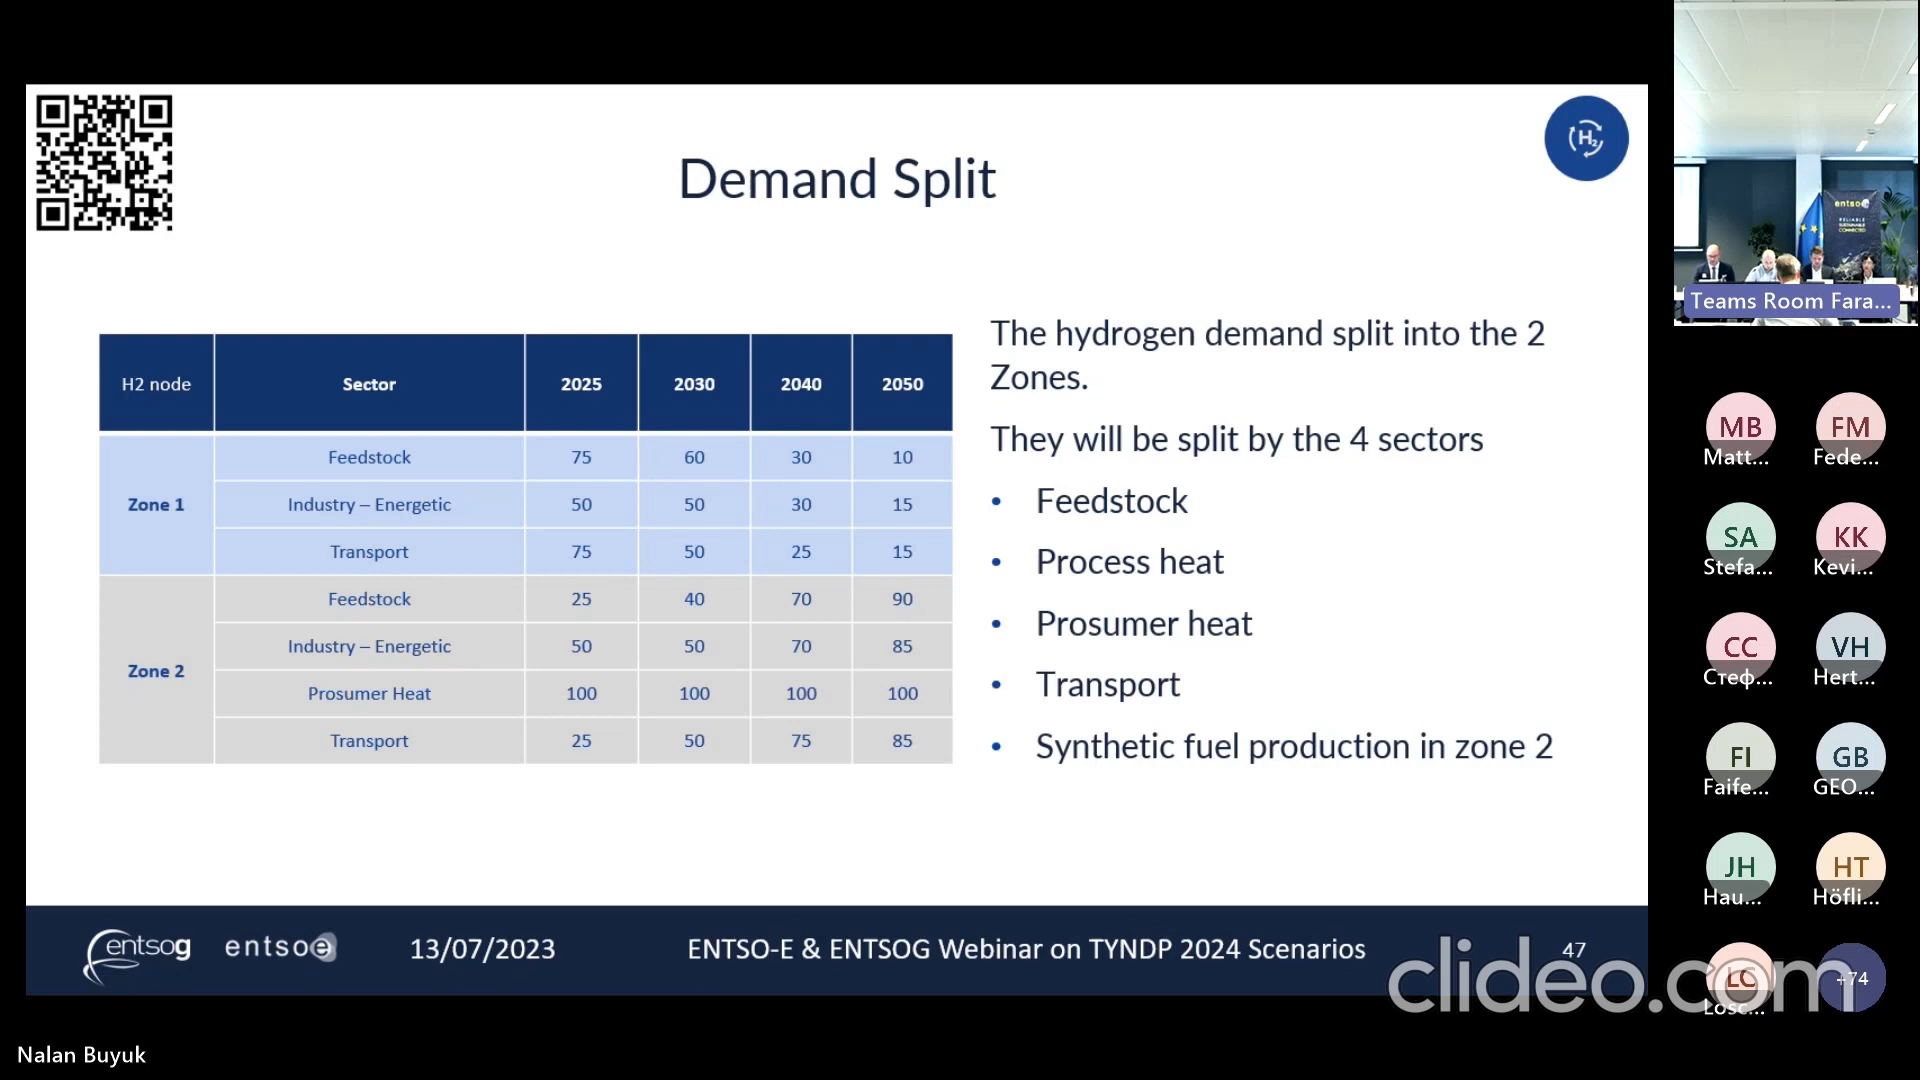 Demand Split
H2
H2 node Sector 2025 2030 2040 2050
Zone 1
Feedstock 75 60 30 10
Industry – Energetic 50 50 30 15
Transport 75 50 25 15
Zone 2
Feedstock 25 40 70 90
Industry – Energetic 50 50 70 85
Prosumer Heat 100 100 100 100
Transport 25 50 75 85
The hydrogen demand split into the 2
Zones.
They will be split by the 4 sectors
• Feedstock
• Process heat
• Prosumer heat
• Transport
• Synthetic fuel production in zone 2
entsog entsoe 13/07/2023 ENTSO-E & ENTSOG Webinar on TYNDP 2024 Scenarios 47
clideo.com
Nalan Buyuk
entsoe
RELIABLE
SUSTAINABLE
CONNECTED
Teams Room Fara...
MB FM
Matt... Fede...
SA KK
Stefa... Kevi...
CC VH
Стеф... Hert...
FI GB
Faife... GEO...
JH HT
Hau... Höfli...
LC +74
Losc...